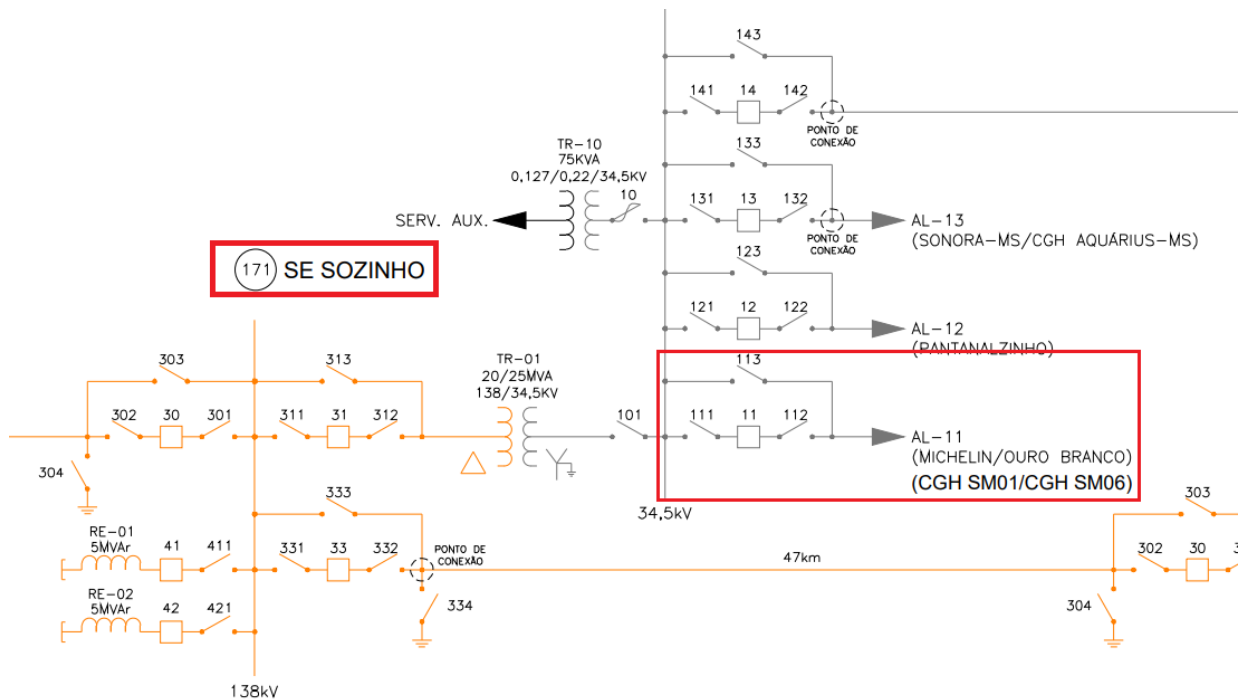 143
141
14
142
PONTO DE
CONEXÃO
TR-10
75KVA
0,127/0,22/34,5KV
10
133
131
13
132
SERV. AUX.
AL-13
(SONORA-MS/CGH AQUÁRIUS-MS)
PONTO DE
CONEXÃO
171
SE SOZINHO
123
121
12
122
AL-12
(PANTANALZINHO)
303
313
TR-01
20/25MVA
138/34,5KV
113
302
30
301
311
31
312
101
111
11
112
AL-11
(MICHELIN/OURO BRANCO)
(CGH SM01/CGH SM06)
304
34,5kV
333
303
RE-01
5MVAr
41
411
331
33
332
PONTO DE
CONEXÃO
47km
302
30
RE-02
5MVAr
42
421
334
304
138kV